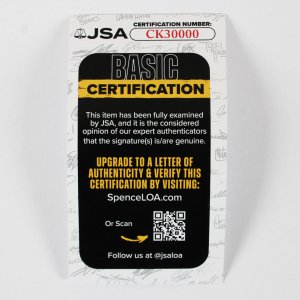 CERTIFICATION NUMBER:
JSA CK30000
BASIC
CERTIFICATION
This item has been fully examined
by JSA, and it is the considered
opinion of our expert authenticators
that the signature(s) is/are genuine.
UPGRADE TO A LETTER OF
AUTHENTICITY & VERIFY THIS
CERTIFICATION BY VISITING:
SpenceLOA.com
Or Scan
Follow us at @jsaloa